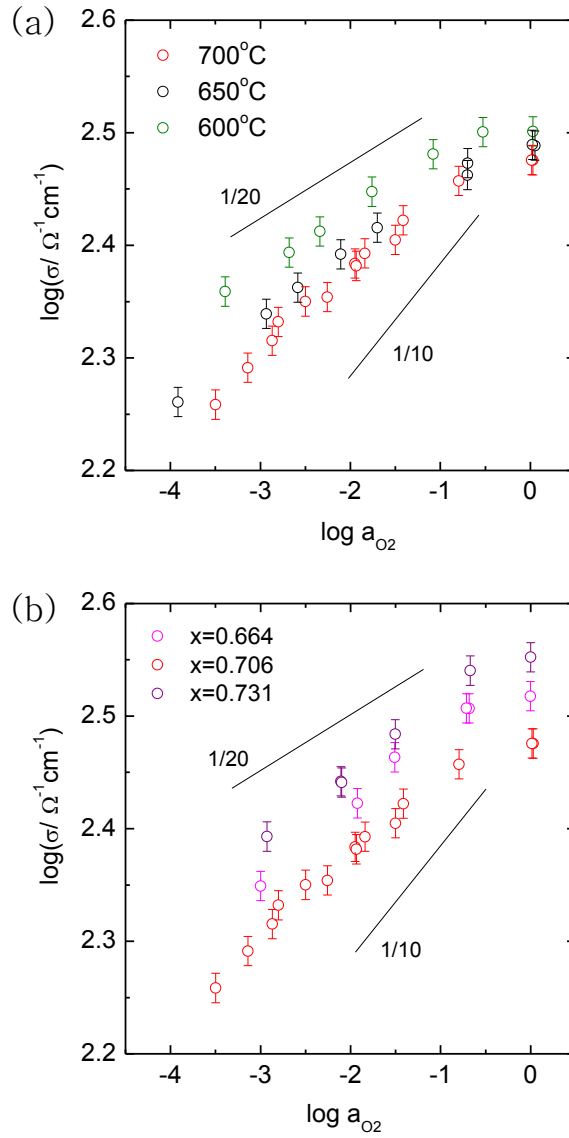 (a)
2.6
2.5
2.4
2.3
2.2
log(σ/ Ω⁻¹cm⁻¹)
700°C
650°C
600°C
1/20
1/10
-4 -3 -2 -1 0
log a_O2
(b)
2.6
2.5
2.4
2.3
2.2
log(σ/ Ω⁻¹cm⁻¹)
x=0.664
x=0.706
x=0.731
1/20
1/10
-4 -3 -2 -1 0
log a_O2